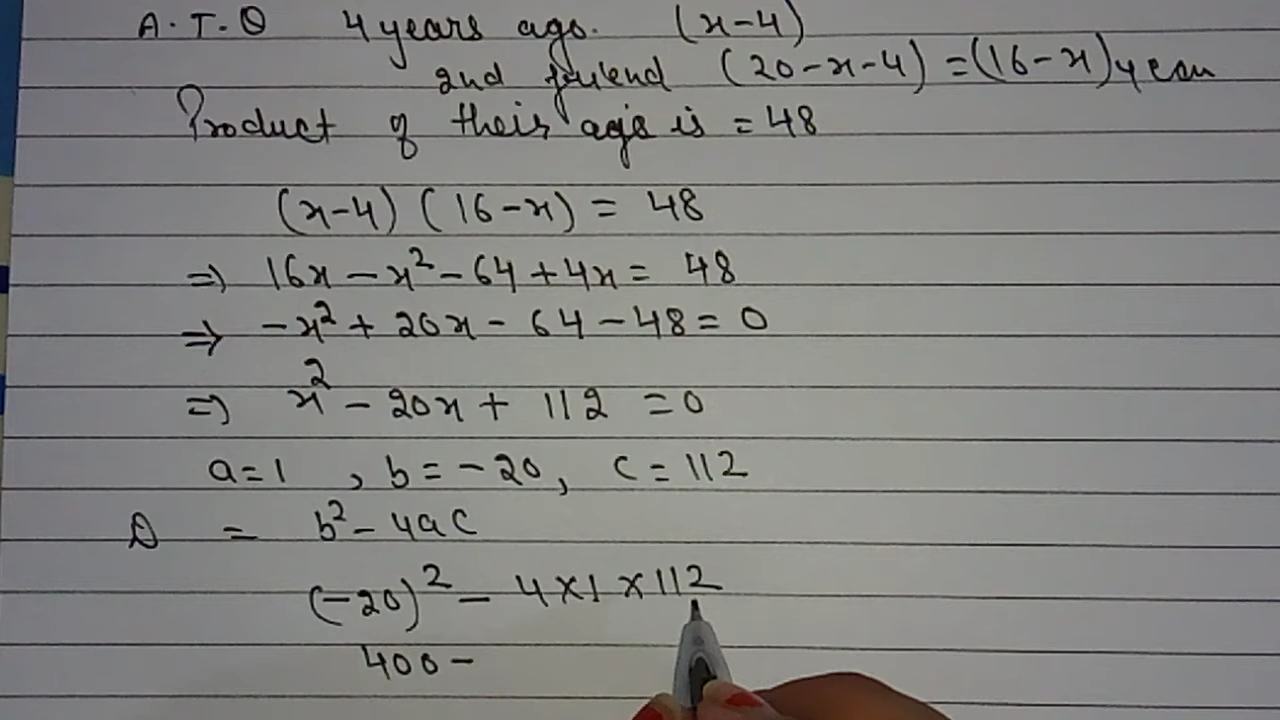 A.T.Q 4 years ago. (x-4)
and friend (20-x-4) = (16-x) year
Product of their age is = 48
(x-4) (16-x) = 48
⇒ 16x - x² - 64 + 4x = 48
⇒ -x² + 20x - 64 - 48 = 0
⇒ x² - 20x + 112 = 0
a=1 , b = -20, c = 112
D = b² - 4ac
(-20)² - 4×1×112
400 -